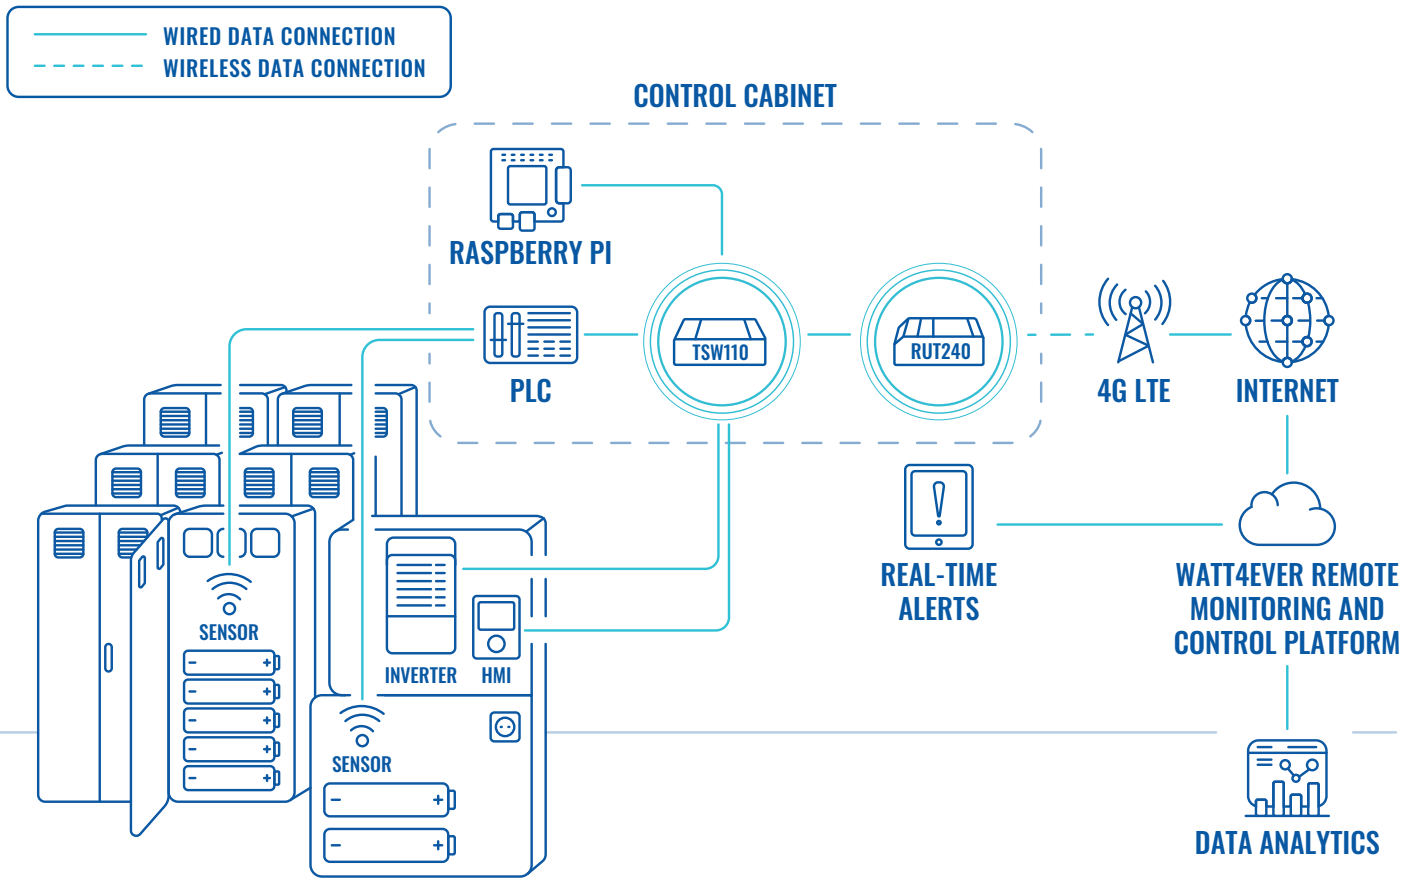 WIRED DATA CONNECTION
WIRELESS DATA CONNECTION
CONTROL CABINET
RASPBERRY PI
TSW110
RUT240
PLC
4G LTE
INTERNET
REAL-TIME
ALERTS
WATT4EVER REMOTE
MONITORING AND
CONTROL PLATFORM
SENSOR
INVERTER
HMI
SENSOR
DATA ANALYTICS